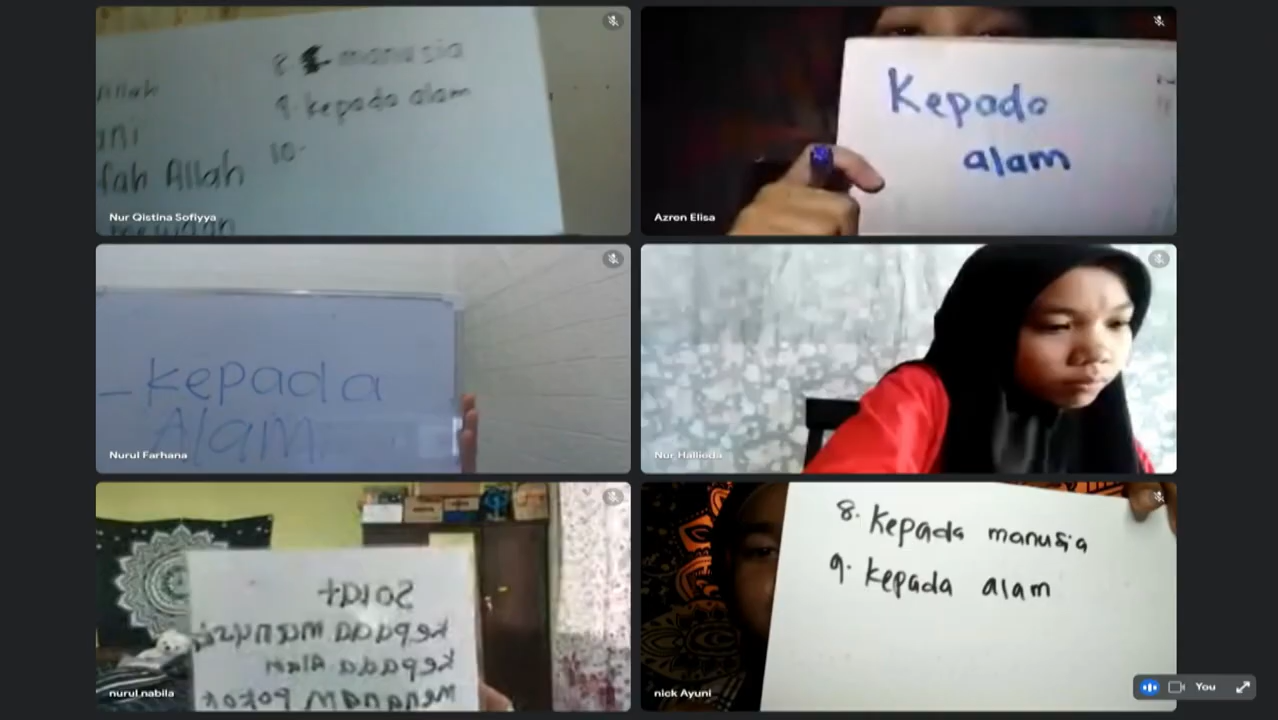 Allah
8. manusia
9. kepada alam
fah Allah
10.
Nur Qistina Sofiyya
Kepada
alam
Azren Elisa
- kepada
Alam
Nurul Farhana
Nur Hallieda
Solat
kepada manusi
kepada Alam
menanam Pokok
nurul nabila
8. Kepada manusia
9. kepada alam
nick Ayuni
You